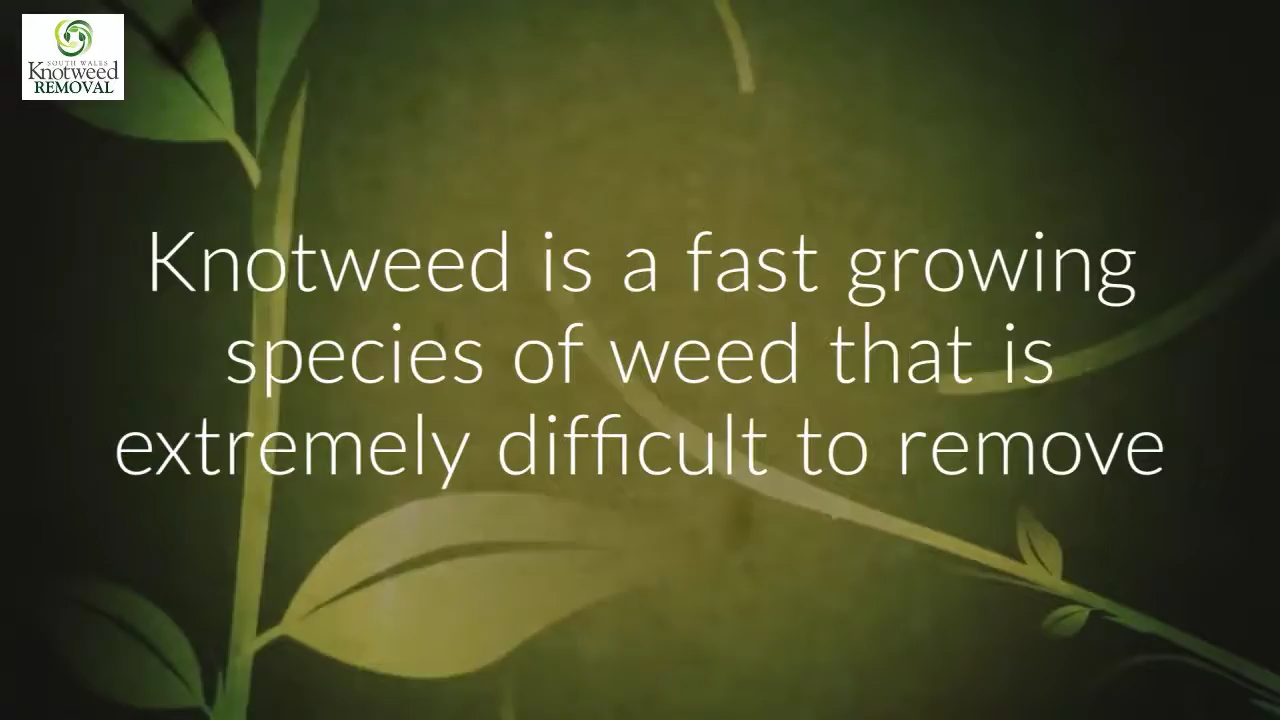 SOUTH WALES
Knotweed
REMOVAL
Knotweed is a fast growing
species of weed that is
extremely difficult to remove